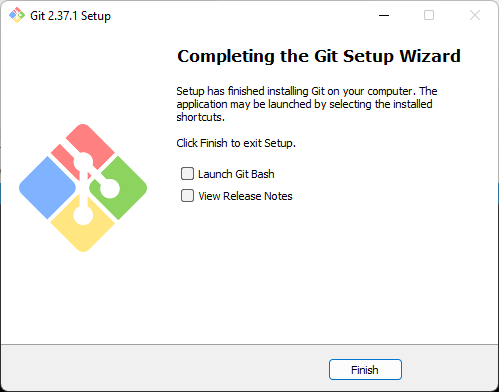 Git 2.37.1 Setup
Completing the Git Setup Wizard
Setup has finished installing Git on your computer. The
application may be launched by selecting the installed
shortcuts.
Click Finish to exit Setup.
Launch Git Bash
View Release Notes
Finish